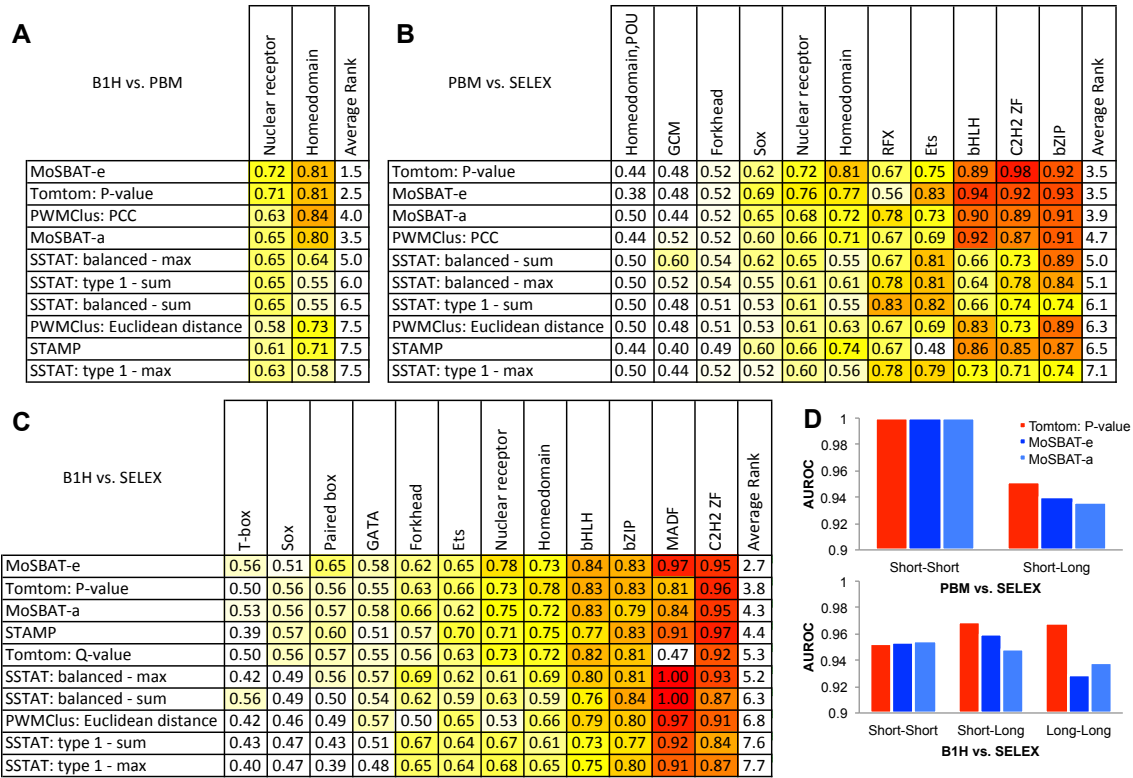 A
B1H vs. PBM
Nuclear receptor
Homeodomain
Average Rank
MoSBAT-e 0.72 0.81 1.5
Tomtom: P-value 0.71 0.81 2.5
PWMClus: PCC 0.63 0.84 4.0
MoSBAT-a 0.65 0.80 3.5
SSTAT: balanced - max 0.65 0.64 5.0
SSTAT: type 1 - sum 0.65 0.55 6.0
SSTAT: balanced - sum 0.65 0.55 6.5
PWMClus: Euclidean distance 0.58 0.73 7.5
STAMP 0.61 0.71 7.5
SSTAT: type 1 - max 0.63 0.58 7.5
B
PBM vs. SELEX
Homeodomain,POU
GCM
Forkhead
Sox
Nuclear receptor
Homeodomain
RFX
Ets
bHLH
C2H2 ZF
bZIP
Average Rank
Tomtom: P-value 0.44 0.48 0.52 0.62 0.72 0.81 0.67 0.75 0.89 0.98 0.92 3.5
MoSBAT-e 0.38 0.48 0.52 0.69 0.76 0.77 0.56 0.83 0.94 0.92 0.93 3.5
MoSBAT-a 0.50 0.44 0.52 0.65 0.68 0.72 0.78 0.73 0.90 0.89 0.91 3.9
PWMClus: PCC 0.44 0.52 0.52 0.60 0.66 0.71 0.67 0.69 0.92 0.87 0.91 4.7
SSTAT: balanced - sum 0.50 0.60 0.54 0.62 0.65 0.55 0.67 0.81 0.66 0.73 0.89 5.0
SSTAT: balanced - max 0.50 0.52 0.54 0.55 0.61 0.61 0.78 0.81 0.64 0.78 0.84 5.1
SSTAT: type 1 - sum 0.50 0.48 0.51 0.53 0.61 0.55 0.83 0.82 0.66 0.74 0.74 6.1
PWMClus: Euclidean distance 0.50 0.48 0.51 0.53 0.61 0.63 0.67 0.69 0.83 0.73 0.89 6.3
STAMP 0.44 0.40 0.49 0.60 0.66 0.74 0.67 0.48 0.86 0.85 0.87 6.5
SSTAT: type 1 - max 0.50 0.44 0.52 0.52 0.60 0.56 0.78 0.79 0.73 0.71 0.74 7.1
C
B1H vs. SELEX
T-box
Sox
Paired box
GATA
Forkhead
Ets
Nuclear receptor
Homeodomain
bHLH
bZIP
MADF
C2H2 ZF
Average Rank
MoSBAT-e 0.56 0.51 0.65 0.58 0.62 0.65 0.78 0.73 0.84 0.83 0.97 0.95 2.7
Tomtom: P-value 0.50 0.56 0.56 0.55 0.63 0.66 0.73 0.78 0.83 0.83 0.81 0.96 3.8
MoSBAT-a 0.53 0.56 0.57 0.58 0.66 0.62 0.75 0.72 0.83 0.79 0.84 0.95 4.3
STAMP 0.39 0.57 0.60 0.51 0.57 0.70 0.71 0.75 0.77 0.83 0.91 0.97 4.4
Tomtom: Q-value 0.50 0.56 0.57 0.55 0.56 0.63 0.73 0.72 0.82 0.81 0.47 0.92 5.3
SSTAT: balanced - max 0.42 0.49 0.56 0.57 0.69 0.62 0.61 0.69 0.80 0.81 1.00 0.93 5.2
SSTAT: balanced - sum 0.56 0.49 0.50 0.54 0.62 0.59 0.63 0.59 0.76 0.84 1.00 0.87 6.3
PWMClus: Euclidean distance 0.42 0.46 0.49 0.57 0.50 0.65 0.53 0.66 0.79 0.80 0.97 0.91 6.8
SSTAT: type 1 - sum 0.43 0.47 0.43 0.51 0.67 0.64 0.67 0.61 0.73 0.77 0.92 0.84 7.6
SSTAT: type 1 - max 0.40 0.47 0.39 0.48 0.65 0.64 0.68 0.65 0.75 0.80 0.91 0.87 7.7
D
AUROC
1
0.98
0.96
0.94
0.92
0.9
Tomtom: P-value
MoSBAT-e
MoSBAT-a
Short-Short Short-Long
PBM vs. SELEX
AUROC
1
0.98
0.96
0.94
0.92
0.9
Short-Short Short-Long Long-Long
B1H vs. SELEX